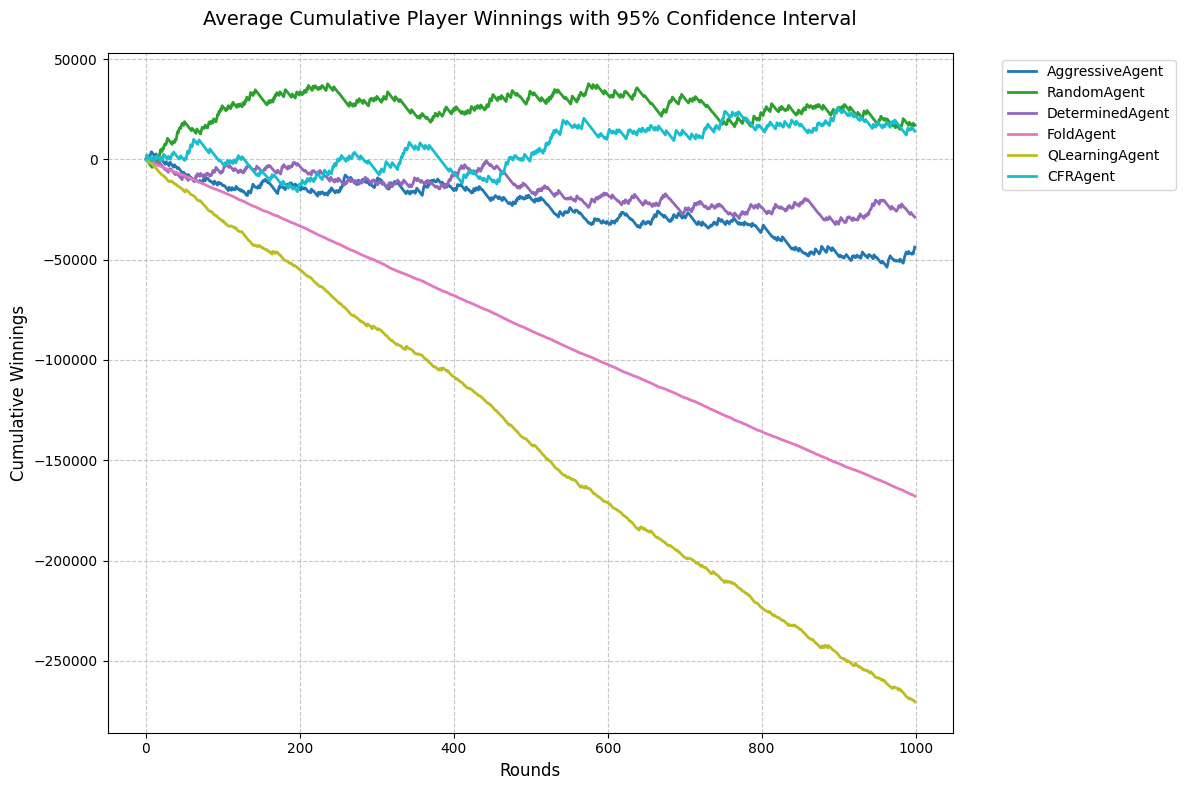 Average Cumulative Player Winnings with 95% Confidence Interval
50000
0
−50000
−100000
−150000
−200000
−250000
Cumulative Winnings
0 200 400 600 800 1000
Rounds
AggressiveAgent
RandomAgent
DeterminedAgent
FoldAgent
QLearningAgent
CFRAgent